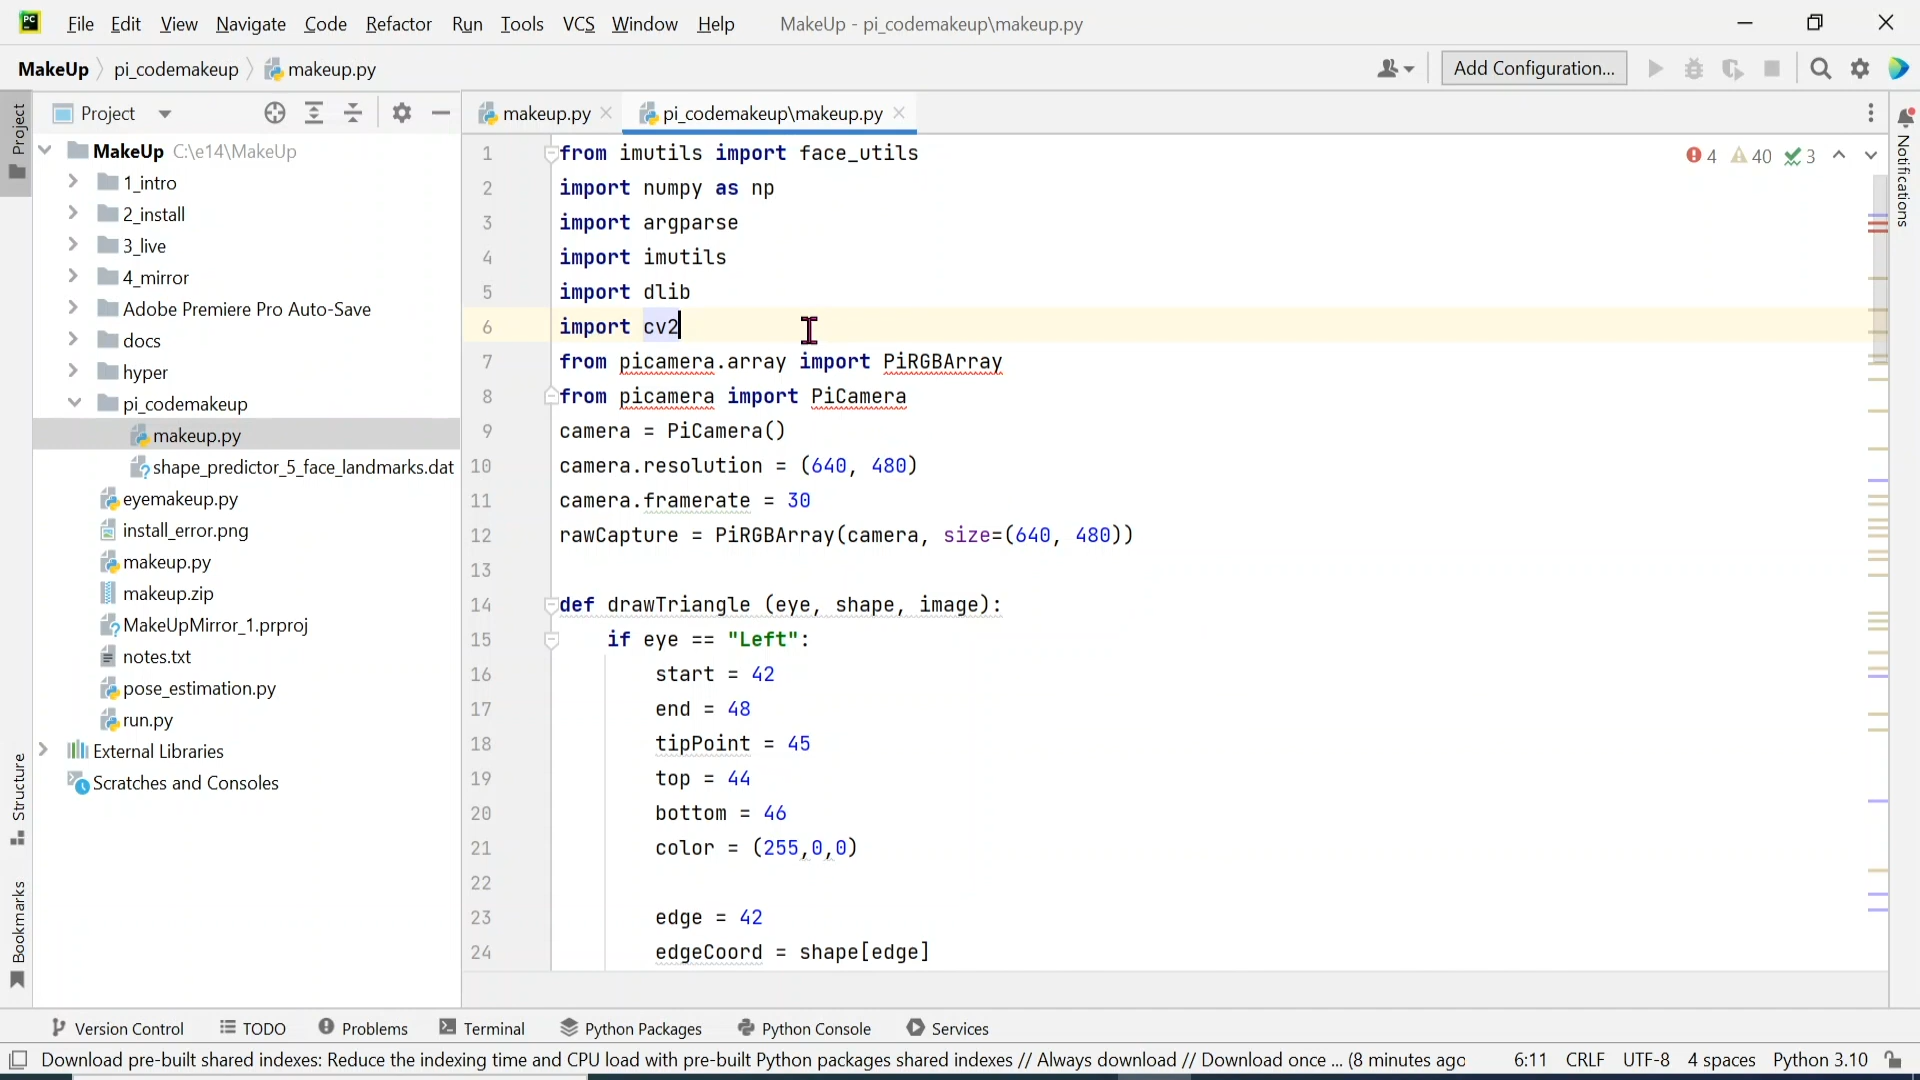 PC File Edit View Navigate Code Refactor Run Tools VCS Window Help MakeUp - pi_codemakeup\makeup.py
MakeUp pi_codemakeup makeup.py Add Configuration...
Project
Project
makeup.py pi_codemakeup\makeup.py
MakeUp C:\e14\MakeUp
1_intro
2_install
3_live
4_mirror
Adobe Premiere Pro Auto-Save
docs
hyper
pi_codemakeup
makeup.py
shape_predictor_5_face_landmarks.dat
eyemakeup.py
install_error.png
makeup.py
makeup.zip
MakeUpMirror_1.prproj
notes.txt
pose_estimation.py
run.py
External Libraries
Scratches and Consoles
Structure
Bookmarks
4 40 3
Notifications
1 from imutils import face_utils
2 import numpy as np
3 import argparse
4 import imutils
5 import dlib
6 import cv2
7 from picamera.array import PiRGBArray
8 from picamera import PiCamera
9 camera = PiCamera()
10 camera.resolution = (640, 480)
11 camera.framerate = 30
12 rawCapture = PiRGBArray(camera, size=(640, 480))
13
14 def drawTriangle (eye, shape, image):
15 if eye == "Left":
16 start = 42
17 end = 48
18 tipPoint = 45
19 top = 44
20 bottom = 46
21 color = (255,0,0)
22
23 edge = 42
24 edgeCoord = shape[edge]
Version Control TODO Problems Terminal Python Packages Python Console Services
Download pre-built shared indexes: Reduce the indexing time and CPU load with pre-built Python packages shared indexes // Always download // Download once ... (8 minutes ago 6:11 CRLF UTF-8 4 spaces Python 3.10